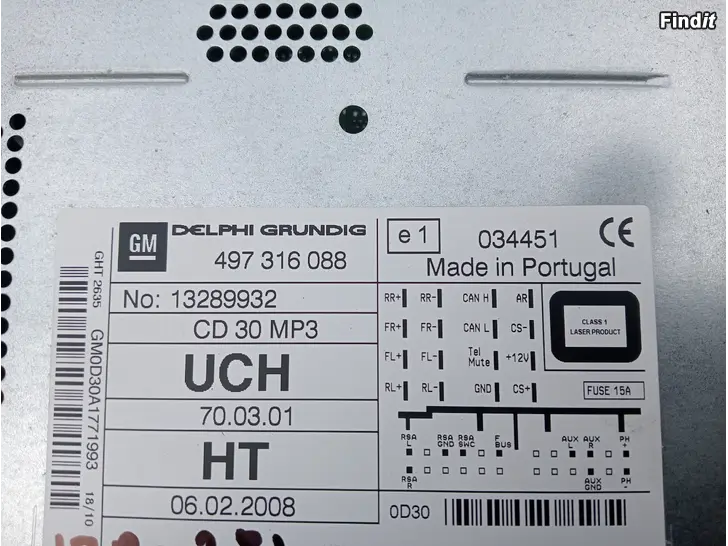 Findit
GM DELPHI GRUNDIG
497 316 088
No: 13289932
CD 30 MP3
UCH
70.03.01
HT
06.02.2008
GHT 2635
GM0D30A1771993
18/10
e1 034451 CE
Made in Portugal
RR+ RR- CAN H AR
FR+ FR- CAN L CS-
FL+ FL- Tel Mute +12V
RL+ RL- GND CS+
CLASS 1
LASER PRODUCT
FUSE 15A
RSA L RSA GND RSA SWC F BUS AUX L AUX R PH +
RSA R AUX GND PH -
0D30